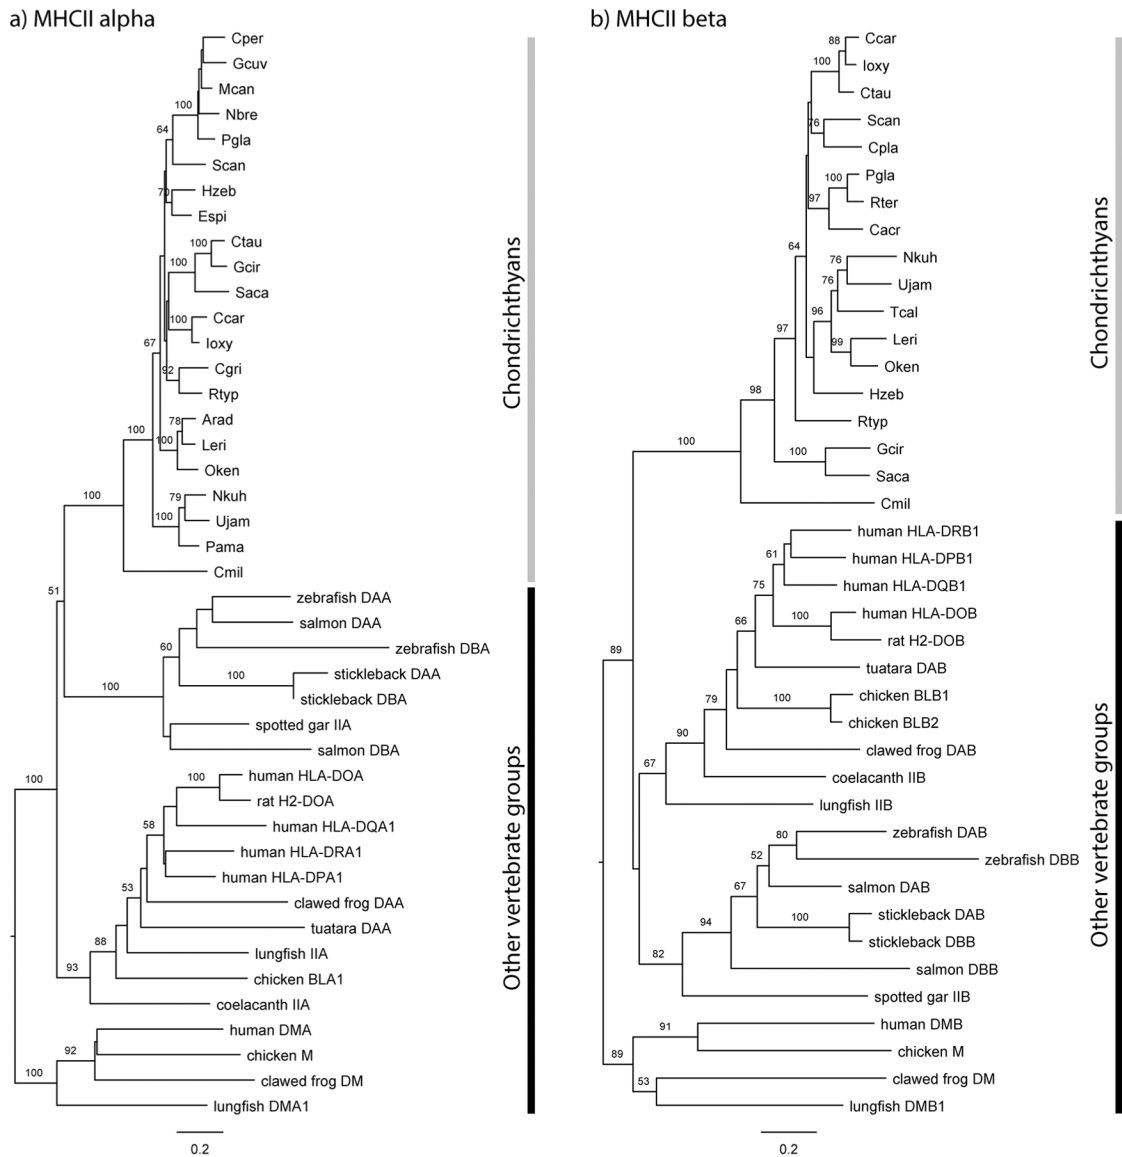 a) MHCII alpha
Cper
Gcuv
Mcan
100
Nbre
64
Pgla
Scan
70
Hzeb
Espi
100
Ctau
100
Gcir
Saca
100
Ccar
Ioxy
67
92
Cgri
Rtyp
78
Arad
100
Leri
100
Oken
79
Nkuh
100
Ujam
100
Pama
Cmil
51
zebrafish DAA
salmon DAA
60
zebrafish DBA
100
stickleback DAA
100
stickleback DBA
spotted gar IIA
salmon DBA
100
100
human HLA-DOA
rat H2-DOA
58
human HLA-DQA1
human HLA-DRA1
human HLA-DPA1
53
clawed frog DAA
tuatara DAA
88
lungfish IIA
93
chicken BLA1
coelacanth IIA
human DMA
92
chicken M
100
clawed frog DM
lungfish DMA1
0.2
Chondrichthyans
Other vertebrate groups
b) MHCII beta
88
Ccar
100
Ioxy
Ctau
76
Scan
Cpla
100
Pgla
97
Rter
Cacr
64
76
Nkuh
76
Ujam
96
Tcal
99
Leri
97
Oken
98
Hzeb
Rtyp
100
100
Gcir
Saca
Cmil
human HLA-DRB1
61
human HLA-DPB1
75
human HLA-DQB1
100
human HLA-DOB
66
rat H2-DOB
89
tuatara DAB
79
100
chicken BLB1
chicken BLB2
90
clawed frog DAB
67
coelacanth IIB
lungfish IIB
80
zebrafish DAB
52
zebrafish DBB
67
salmon DAB
94
100
stickleback DAB
stickleback DBB
82
salmon DBB
spotted gar IIB
91
human DMB
89
chicken M
53
clawed frog DM
lungfish DMB1
0.2
Chondrichthyans
Other vertebrate groups